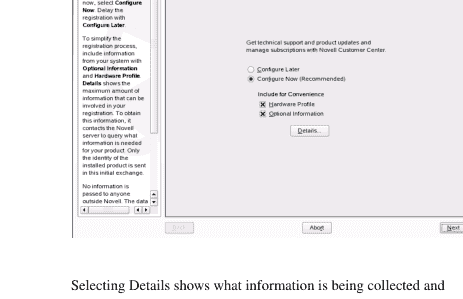 now, select Configure
Now. Delay the
registration with
Configure Later.
To simplify the
registration process,
include information
from your system with
Optional Information
and Hardware Profile.
Details shows the
maximum amount of
information that can be
involved in your
registration. To obtain
this information, it
contacts the Novell
server to query what
information is needed
for your product. Only
the identity of the
installed product is sent
in this initial exchange.
No information is
passed to anyone
outside Novell. The data
Get technical support and product updates and
manage subscriptions with Novell Customer Center.
Configure Later
Configure Now (Recommended)
Include for Convenience
Hardware Profile
Optional Information
Details...
Back
Abort
Next
Selecting Details shows what information is being collected and